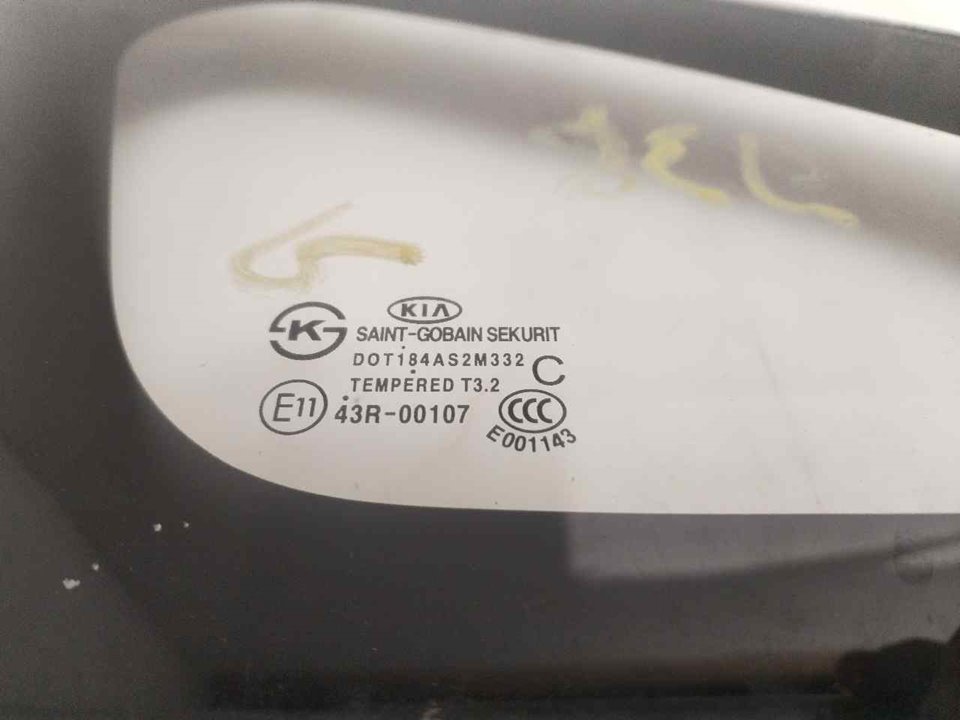 KIA
K
SAINT-GOBAIN SEKURIT
DOT184AS2M332
C
TEMPERED T3.2
E11
43R-00107
CCC
E001143